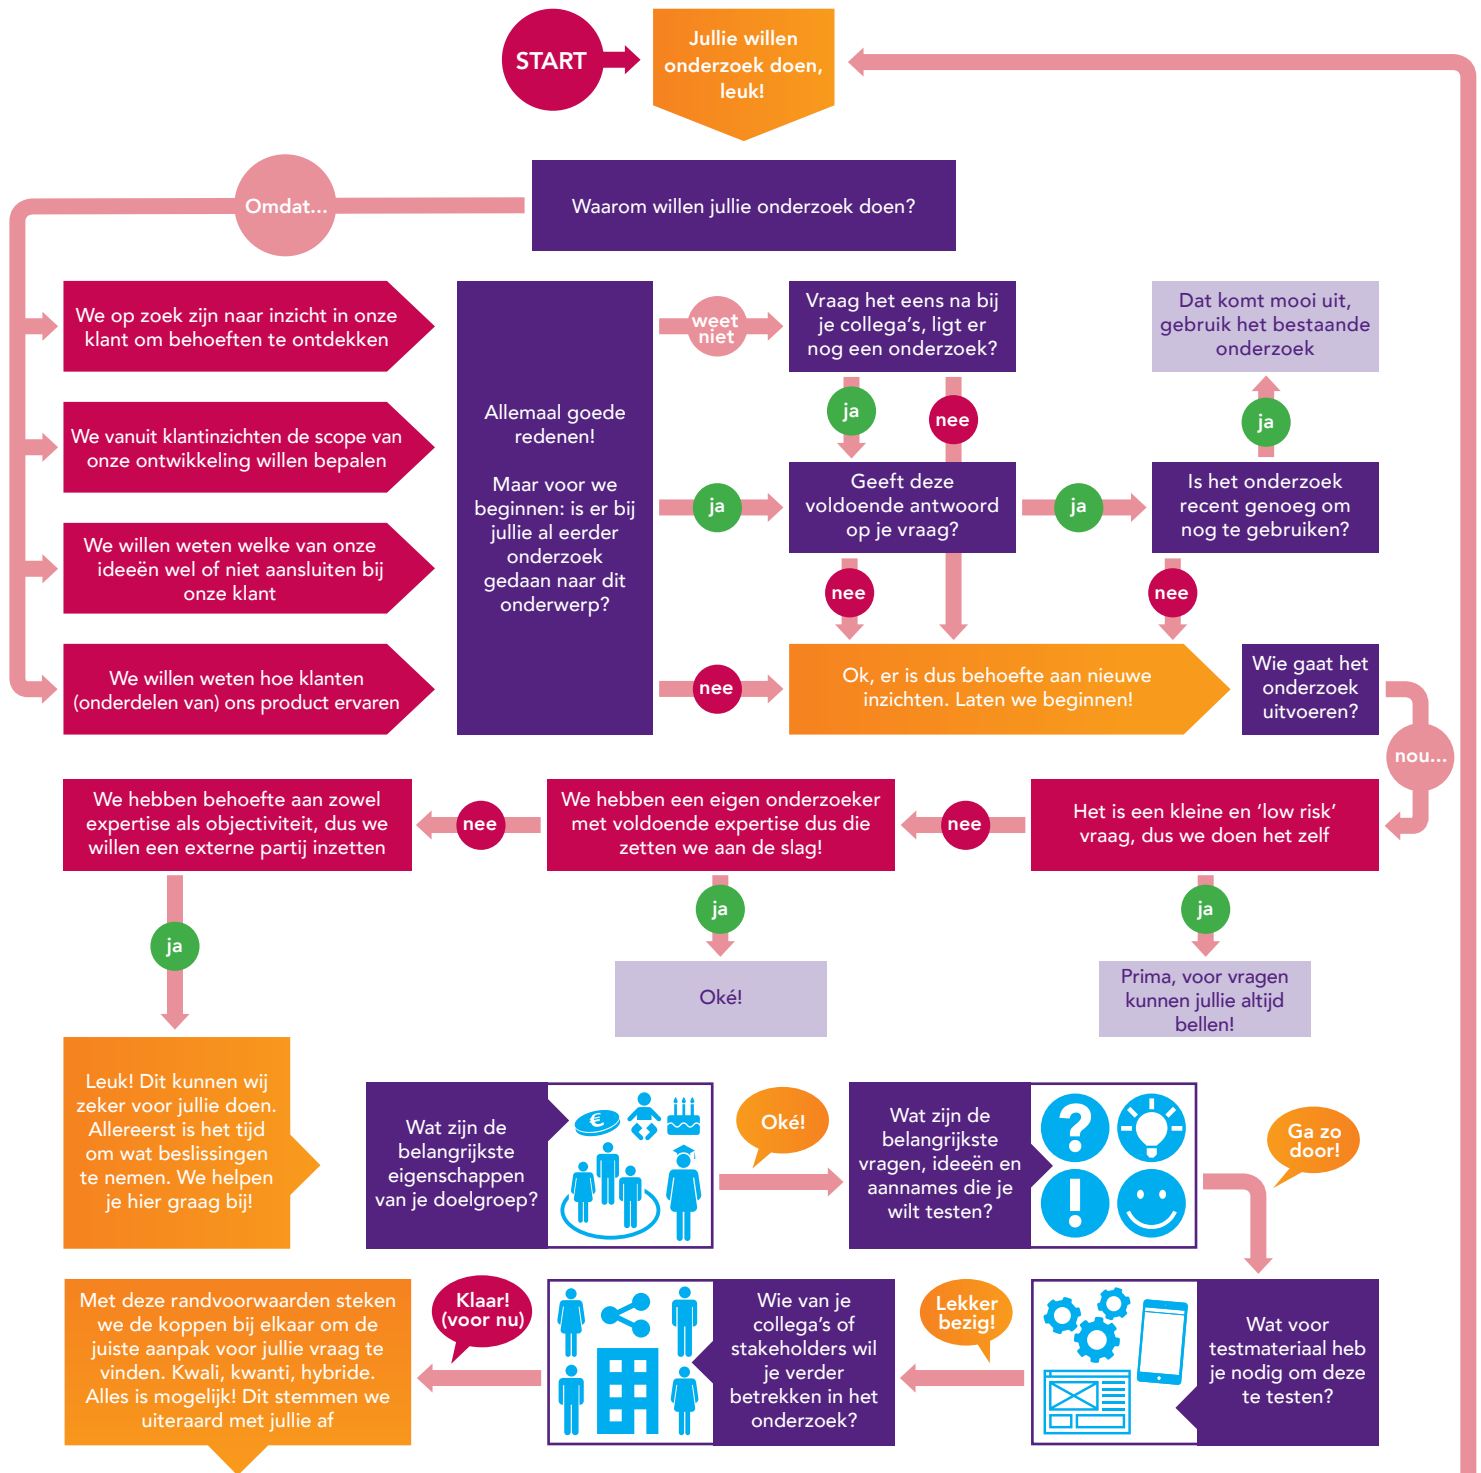 START
Jullie willen
onderzoek doen,
leuk!
Omdat...
Waarom willen jullie onderzoek doen?
We op zoek zijn naar inzicht in onze
klant om behoeften te ontdekken
We vanuit klantinzichten de scope van
onze ontwikkeling willen bepalen
We willen weten welke van onze
ideeën wel of niet aansluiten bij
onze klant
We willen weten hoe klanten
(onderdelen van) ons product ervaren
Allemaal goede
redenen!
Maar voor we
beginnen: is er bij
jullie al eerder
onderzoek
gedaan naar dit
onderwerp?
weet
niet
ja
nee
Vraag het eens na bij
je collega's, ligt er
nog een onderzoek?
ja
nee
Geeft deze
voldoende antwoord
op je vraag?
ja
nee
Dat komt mooi uit,
gebruik het bestaande
onderzoek
ja
Is het onderzoek
recent genoeg om
nog te gebruiken?
nee
Ok, er is dus behoefte aan nieuwe
inzichten. Laten we beginnen!
Wie gaat het
onderzoek
uitvoeren?
nou...
Het is een kleine en ‘low risk’
vraag, dus we doen het zelf
nee
ja
Prima, voor vragen
kunnen jullie altijd
bellen!
We hebben een eigen onderzoeker
met voldoende expertise dus die
zetten we aan de slag!
nee
ja
Oké!
We hebben behoefte aan zowel
expertise als objectiviteit, dus we
willen een externe partij inzetten
ja
Leuk! Dit kunnen wij
zeker voor jullie doen.
Allereerst is het tijd
om wat beslissingen
te nemen. We helpen
je hier graag bij!
Wat zijn de
belangrijkste
eigenschappen
van je doelgroep?
€
Oké!
Wat zijn de
belangrijkste
vragen, ideeën en
aannames die je
wilt testen?
?
!
Ga zo
door!
Wat voor
testmateriaal heb
je nodig om deze
te testen?
Lekker
bezig!
Wie van je
collega's of
stakeholders wil
je verder
betrekken in het
onderzoek?
Klaar!
(voor nu)
Met deze randvoorwaarden steken
we de koppen bij elkaar om de
juiste aanpak voor jullie vraag te
vinden. Kwali, kwanti, hybride.
Alles is mogelijk! Dit stemmen we
uiteraard met jullie af